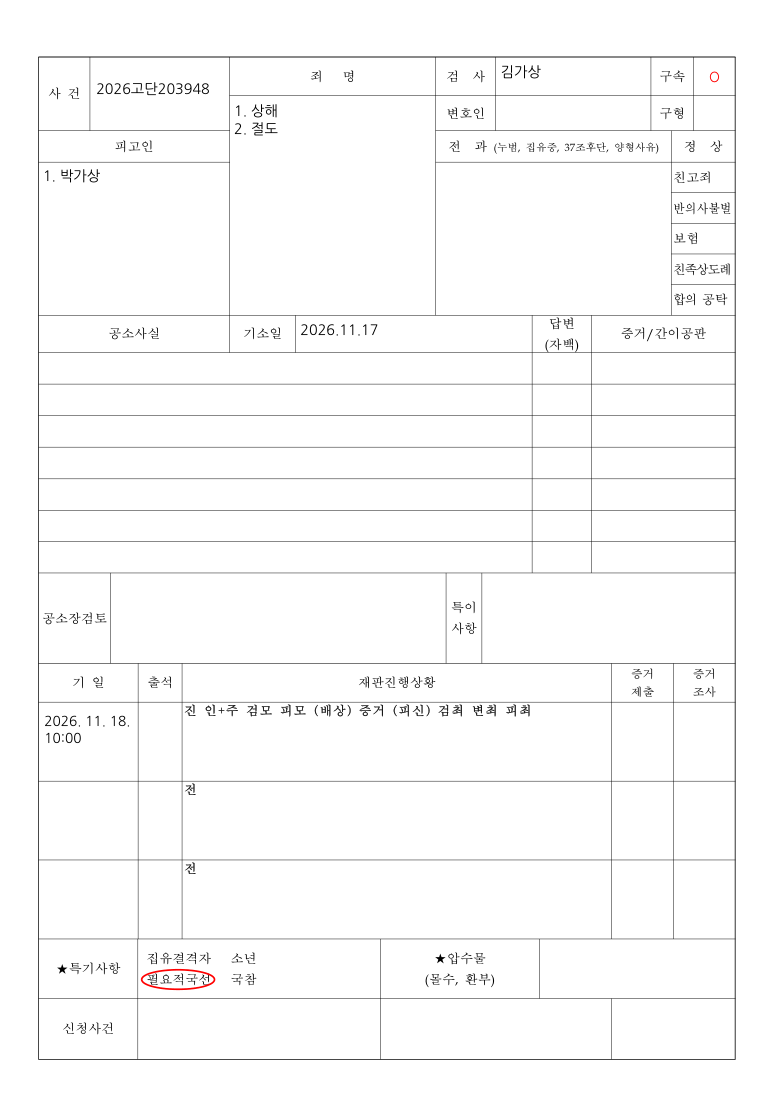 사 건
2026고단203948
죄 명
검 사
김가상
구속
O
1. 상해
2. 절도
변호인
구형
피고인
전 과 (누범, 집유중, 37조후단, 양형사유)
정 상
1. 박가상
친고죄
반의사불벌
보험
친족상도례
합의 공탁
공소사실
기소일
2026.11.17
답변
(자백)
증거/간이공판
공소장검토
특이
사항
기 일
출석
재판진행상황
증거
제출
증거
조사
2026. 11. 18.
10:00
진 인+주 검모 피모 (배상) 증거 (피신) 검최 변최 피최
전
전
★특기사항
집유결격자 소년
필요적국선 국참
★압수물
(몰수, 환부)
신청사건